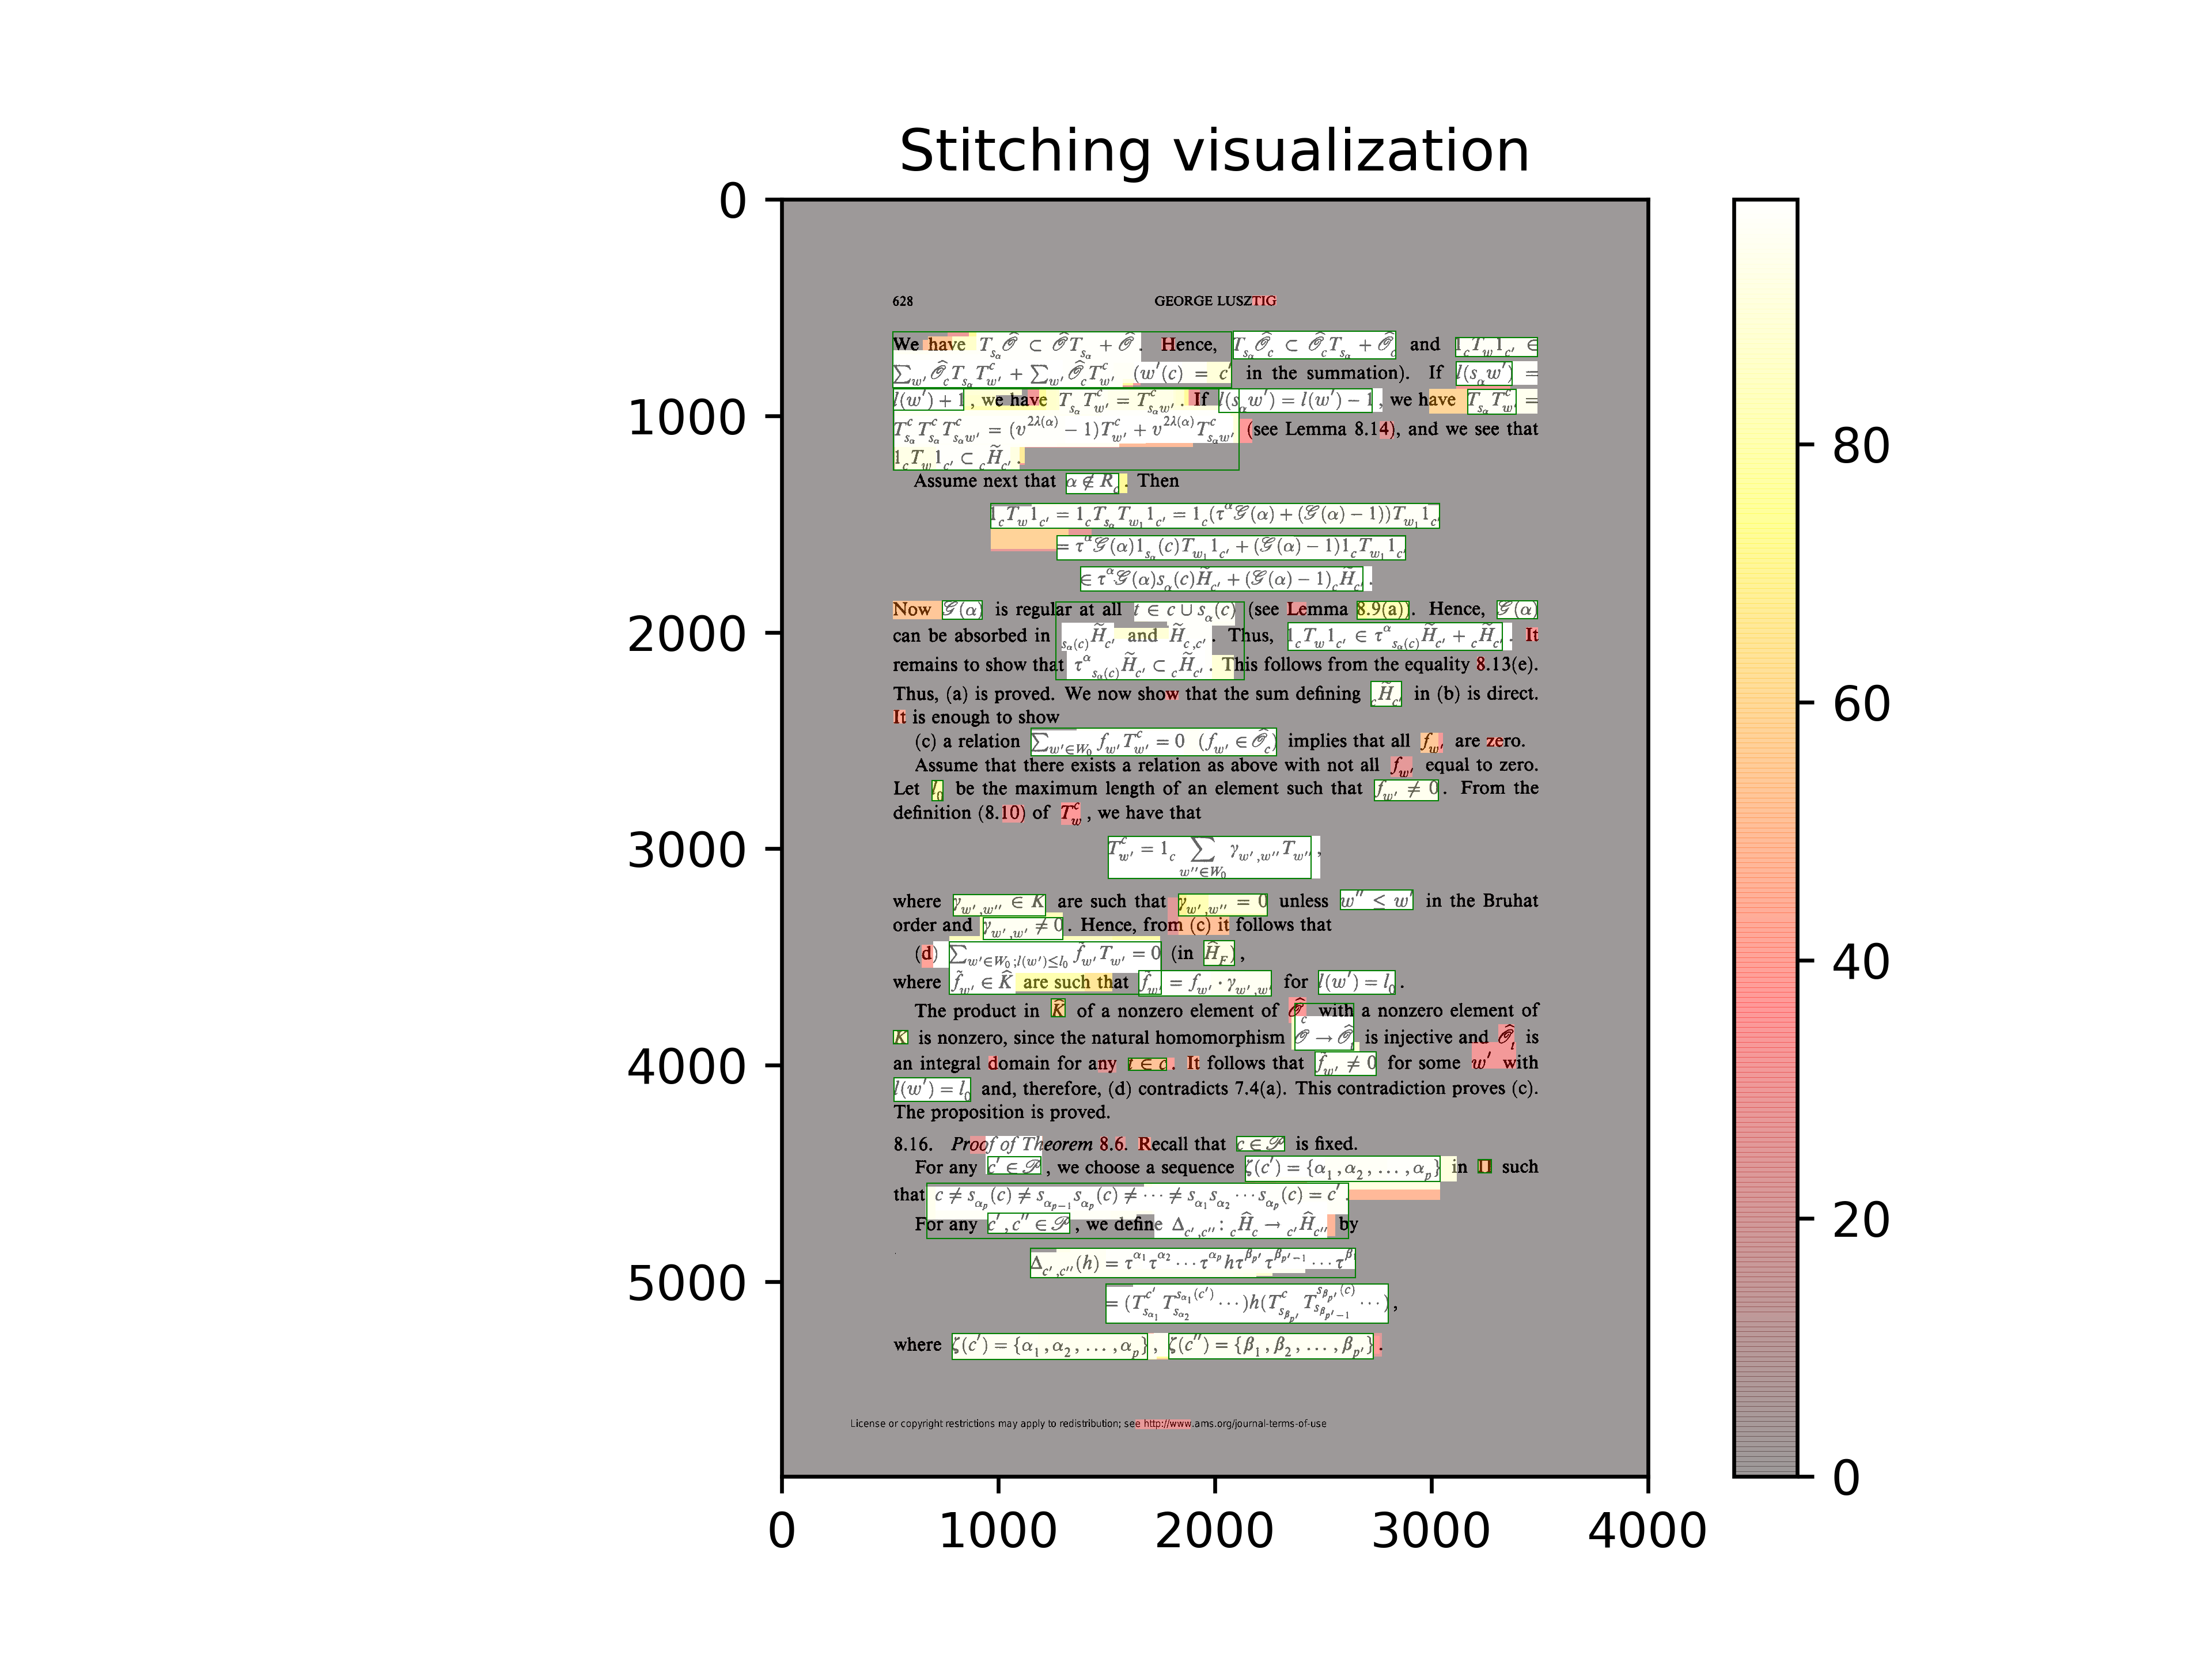 Stitching visualization
0
1000
2000
3000
4000
5000
0 1000 2000 3000 4000
80
60
40
20
0
628 GEORGE LUSZTIG
We have T_{s_α}𝒪̂ ⊂ 𝒪̂T_{s_α} + 𝒪̂. Hence, T_{s_α}𝒪̂_c ⊂ 𝒪̂_cT_{s_α} + 𝒪̂_c and 1_cT_w1_{c′} ∈
∑_{w′}𝒪̂_cT_{s_α}T^c_{w′} + ∑_{w′}𝒪̂_cT^c_{w′} (w′(c) = c′ in the summation). If l(s_αw′) =
l(w′)+1, we have T_{s_α}T^c_{w′} = T^c_{s_αw′}. If l(s_αw′) = l(w′)−1, we have T_{s_α}T^c_{w′} =
T^c_{s_α}T^c_{s_α}T^c_{s_αw′} = (v^{2λ(α)} − 1)T^c_{w′} + v^{2λ(α)}T^c_{s_αw′} (see Lemma 8.14), and we see that
1_cT_w1_{c′} ⊂ _cH̃_{c′}.
Assume next that α ∉ R_c. Then
1_cT_w1_{c′} = 1_cT_{s_α}T_{w_1}1_{c′} = 1_c(τ^α𝒢(α) + (𝒢(α) − 1))T_{w_1}1_{c′}
= τ^α𝒢(α)1_{s_α}(c)T_{w_1}1_{c′} + (𝒢(α) − 1)1_cT_{w_1}1_{c′}
∈ τ^α𝒢(α)s_α(c)H̃_{c′} + (𝒢(α) − 1)_cH̃_{c′}.
Now 𝒢(α) is regular at all t ∈ c ∪ s_α(c) (see Lemma 8.9(a)). Hence, 𝒢(α)
can be absorbed in _{s_α(c)}H̃_{c′} and H̃_{c,c′}. Thus, 1_cT_w1_{c′} ∈ τ^α_{s_α(c)}H̃_{c′} + _cH̃_{c′}. It
remains to show that τ^α_{s_α(c)}H̃_{c′} ⊂ _cH̃_{c′}. This follows from the equality 8.13(e).
Thus, (a) is proved. We now show that the sum defining _cH̃_{c′} in (b) is direct.
It is enough to show
(c) a relation ∑_{w′∈W_0} f_{w′}T^c_{w′} = 0 (f_{w′} ∈ 𝒪̂_c) implies that all f_{w′} are zero.
Assume that there exists a relation as above with not all f_{w′} equal to zero.
Let l_0 be the maximum length of an element such that f_{w′} ≠ 0. From the
definition (8.10) of T^c_w, we have that
T^c_{w′} = 1_c ∑_{w″∈W_0} γ_{w′,w″}T_{w″},
where γ_{w′,w″} ∈ K are such that γ_{w′,w″} = 0 unless w″ ≤ w′ in the Bruhat
order and γ_{w′,w′} ≠ 0. Hence, from (c) it follows that
(d) ∑_{w′∈W_0;l(w′)≤l_0} f̃_{w′}T_{w′} = 0 (in Ĥ_F),
where f̃_{w′} ∈ K̂ are such that f̃_{w′} = f_{w′} · γ_{w′,w′} for l(w′) = l_0.
The product in K̂ of a nonzero element of 𝒪̂_c with a nonzero element of
K is nonzero, since the natural homomorphism 𝒪 → 𝒪̂_t is injective and 𝒪̂_t is
an integral domain for any t ∈ c. It follows that f̃_{w′} ≠ 0 for some w′ with
l(w′) = l_0 and, therefore, (d) contradicts 7.4(a). This contradiction proves (c).
The proposition is proved.
8.16. Proof of Theorem 8.6. Recall that c ∈ 𝒫 is fixed.
For any c′ ∈ 𝒫, we choose a sequence ζ(c′) = {α_1, α_2, ..., α_p} in Π such
that c ≠ s_{α_p}(c) ≠ s_{α_{p−1}}s_{α_p}(c) ≠ ··· ≠ s_{α_1}s_{α_2}···s_{α_p}(c) = c′.
For any c′, c″ ∈ 𝒫, we define Δ_{c′,c″}: _cĤ_c → _{c′}Ĥ_{c″} by
Δ_{c′,c″}(h) = τ^{α_1}τ^{α_2}···τ^{α_p}hτ^{β_{p′}}τ^{β_{p′−1}}···τ^{β}
= (T^{c′}_{s_{α_1}}T^{s_{α_1}(c′)}_{s_{α_2}}···)h(T^c_{s_{β_{p′}}}T^{s_{β_{p′}}(c)}_{s_{β_{p′−1}}}···),
where ζ(c′) = {α_1, α_2, ..., α_p}, ζ(c″) = {β_1, β_2, ..., β_{p′}}.
License or copyright restrictions may apply to redistribution; see http://www.ams.org/journal-terms-of-use